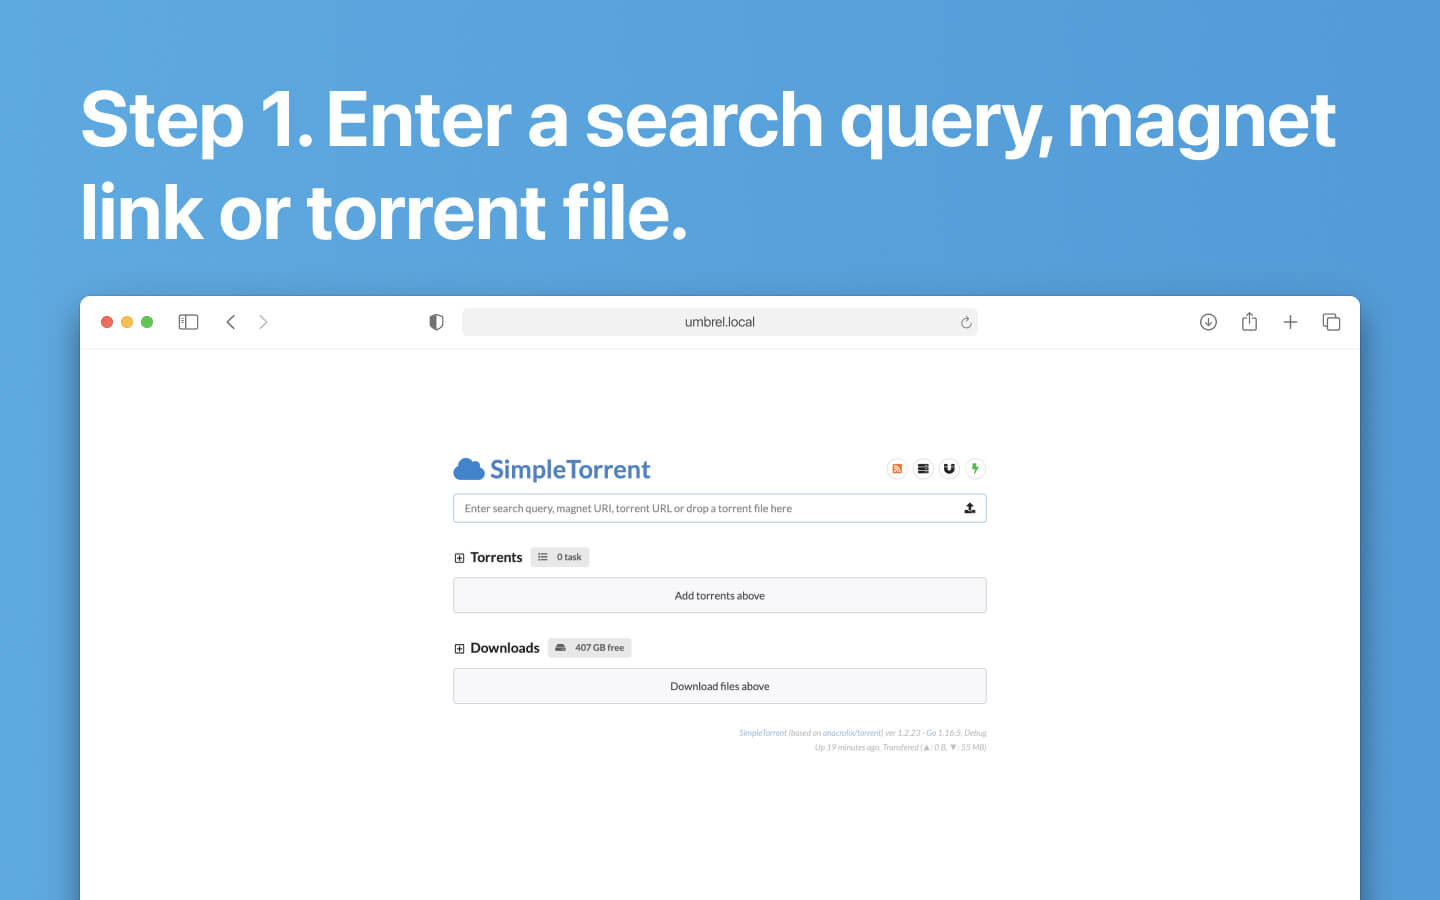 Step 1. Enter a search query, magnet
link or torrent file.
umbrel.local
SimpleTorrent
Enter search query, magnet URI, torrent URL or drop a torrent file here
Torrents 0 task
Add torrents above
Downloads 407 GB free
Download files above
SimpleTorrent (based on anacrolix/torrent) ver 1.2.23 - Go 1.16.5, Debug
Up 19 minutes ago, Transfered (▲: 0 B, ▼: 55 MB)